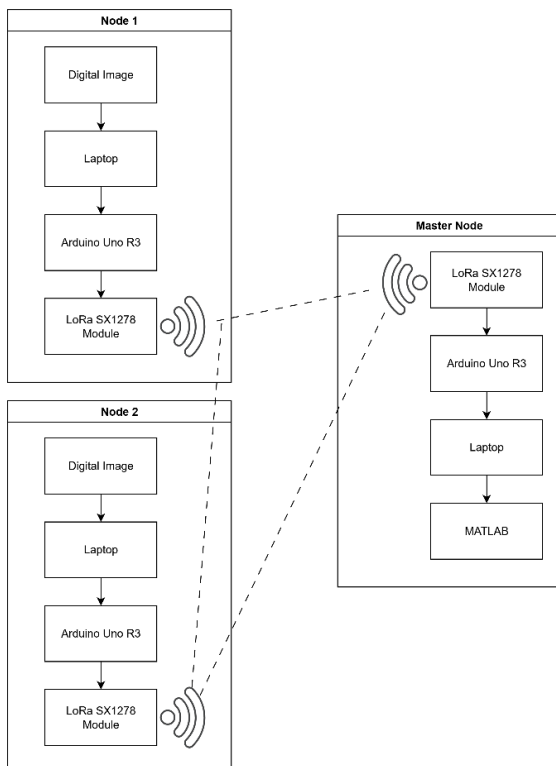 Node 1
Digital Image
Laptop
Arduino Uno R3
LoRa SX1278
Module
Node 2
Digital Image
Laptop
Arduino Uno R3
LoRa SX1278
Module
Master Node
LoRa SX1278
Module
Arduino Uno R3
Laptop
MATLAB